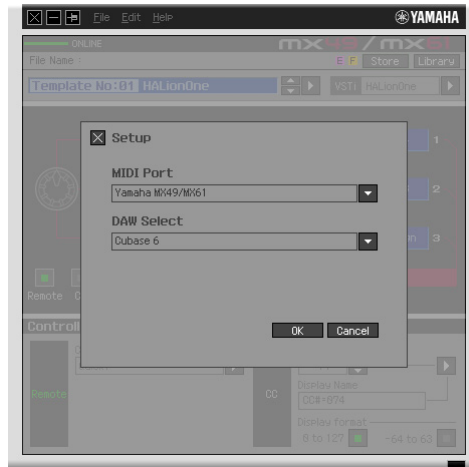 File Edit Help
YAMAHA
ONLINE
mx49/mx61
File Name :
E F Store Library
Template No:01 HALionOne
VSTi HALionOne
Setup
1
MIDI Port
Yamaha MX49/MX61
2
DAW Select
Cubase 6
3
Remote
OK Cancel
Remote
CC
Display Name
CC#=074
Display Format
0 to 127
-64 to 63